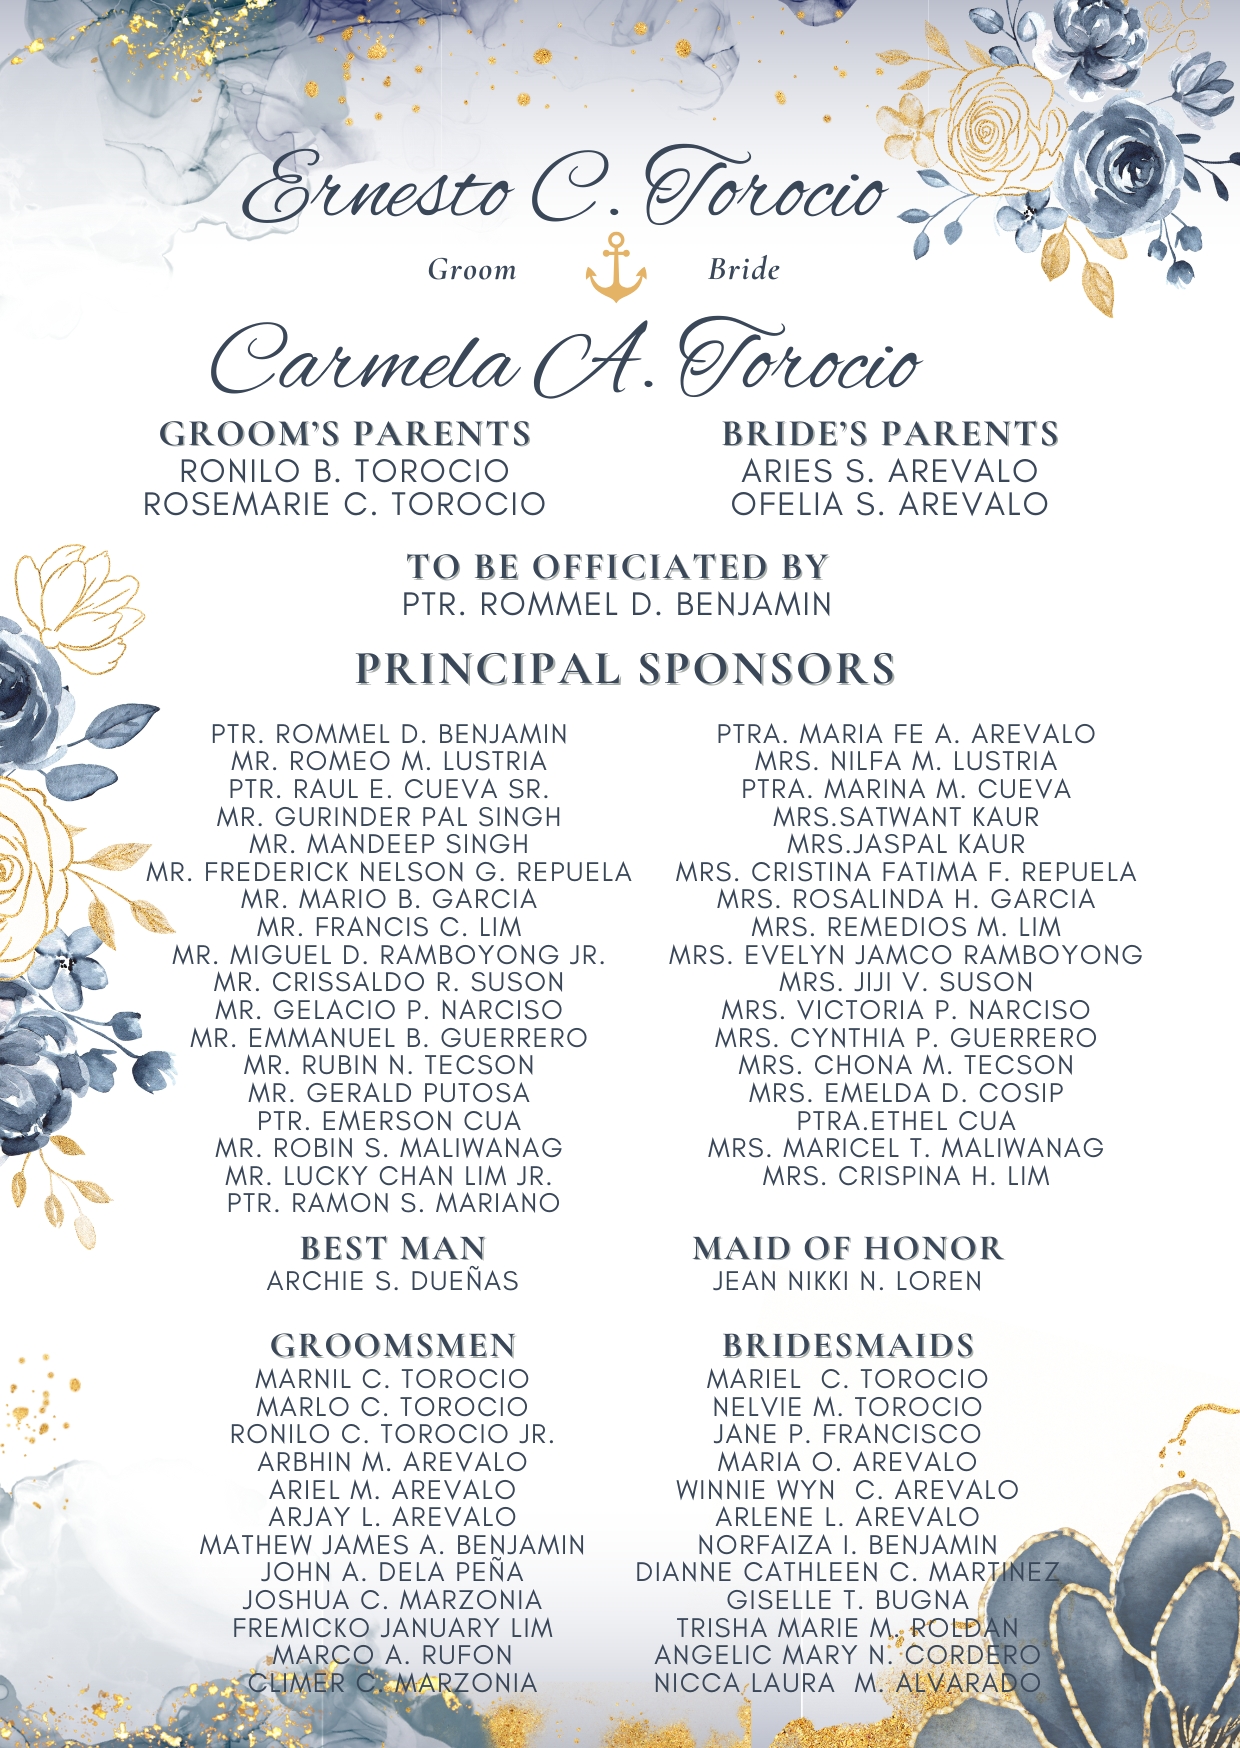 Ernesto C. Torocio
Groom Bride
Carmela A. Torocio
GROOM'S PARENTS
RONILO B. TOROCIO
ROSEMARIE C. TOROCIO
BRIDE'S PARENTS
ARIES S. AREVALO
OFELIA S. AREVALO
TO BE OFFICIATED BY
PTR. ROMMEL D. BENJAMIN
PRINCIPAL SPONSORS
PTR. ROMMEL D. BENJAMIN
MR. ROMEO M. LUSTRIA
PTR. RAUL E. CUEVA SR.
MR. GURINDER PAL SINGH
MR. MANDEEP SINGH
MR. FREDERICK NELSON G. REPUELA
MR. MARIO B. GARCIA
MR. FRANCIS C. LIM
MR. MIGUEL D. RAMBOYONG JR.
MR. CRISSALDO R. SUSON
MR. GELACIO P. NARCISO
MR. EMMANUEL B. GUERRERO
MR. RUBIN N. TECSON
MR. GERALD PUTOSA
PTR. EMERSON CUA
MR. ROBIN S. MALIWANAG
MR. LUCKY CHAN LIM JR.
PTR. RAMON S. MARIANO
PTRA. MARIA FE A. AREVALO
MRS. NILFA M. LUSTRIA
PTRA. MARINA M. CUEVA
MRS.SATWANT KAUR
MRS.JASPAL KAUR
MRS. CRISTINA FATIMA F. REPUELA
MRS. ROSALINDA H. GARCIA
MRS. REMEDIOS M. LIM
MRS. EVELYN JAMCO RAMBOYONG
MRS. JIJI V. SUSON
MRS. VICTORIA P. NARCISO
MRS. CYNTHIA P. GUERRERO
MRS. CHONA M. TECSON
MRS. EMELDA D. COSIP
PTRA.ETHEL CUA
MRS. MARICEL T. MALIWANAG
MRS. CRISPINA H. LIM
BEST MAN
ARCHIE S. DUEÑAS
MAID OF HONOR
JEAN NIKKI N. LOREN
GROOMSMEN
MARNIL C. TOROCIO
MARLO C. TOROCIO
RONILO C. TOROCIO JR.
ARBHIN M. AREVALO
ARIEL M. AREVALO
ARJAY L. AREVALO
MATHEW JAMES A. BENJAMIN
JOHN A. DELA PEÑA
JOSHUA C. MARZONIA
FREMICKO JANUARY LIM
MARCO A. RUFON
CLIMER C. MARZONIA
BRIDESMAIDS
MARIEL C. TOROCIO
NELVIE M. TOROCIO
JANE P. FRANCISCO
MARIA O. AREVALO
WINNIE WYN C. AREVALO
ARLENE L. AREVALO
NORFAIZA I. BENJAMIN
DIANNE CATHLEEN C. MARTINEZ
GISELLE T. BUGNA
TRISHA MARIE M. ROLDAN
ANGELIC MARY N. CORDERO
NICCA LAURA M. ALVARADO